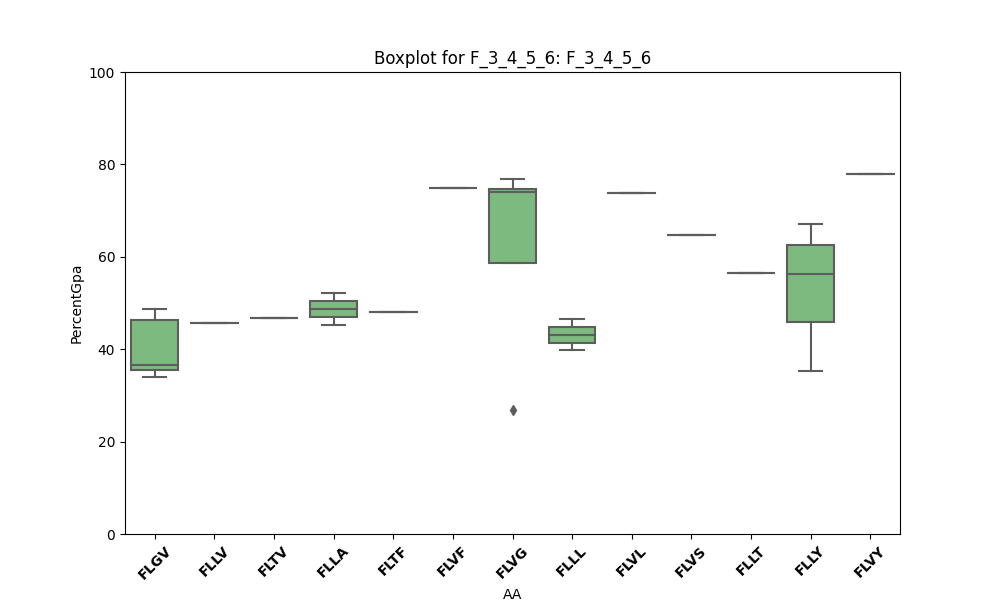 Boxplot for F_3_4_5_6: F_3_4_5_6
100
80
60
40
20
0
PercentGpa
FLGV FLLV FLTV FLLA FLTF FLVF FLVG FLLL FLVL FLVS FLLT FLLY FLVY
AA